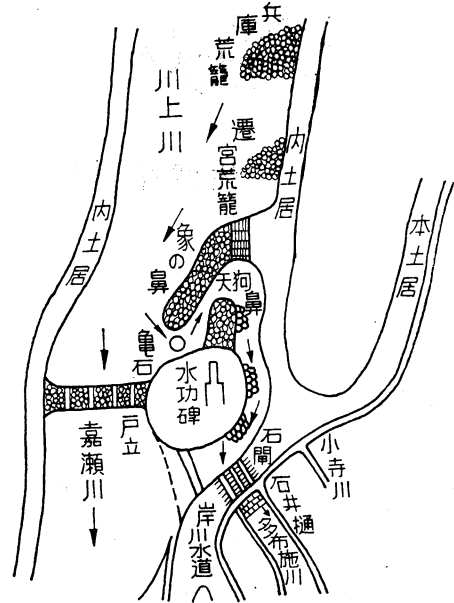 兵庫荒籠
川上川
遷宮荒籠
内土居
内土居
本土居
象の鼻
天狗鼻
亀石
水功碑
戸立
嘉瀬川
石閘
小寺川
石井樋
多布施川
岸川水道